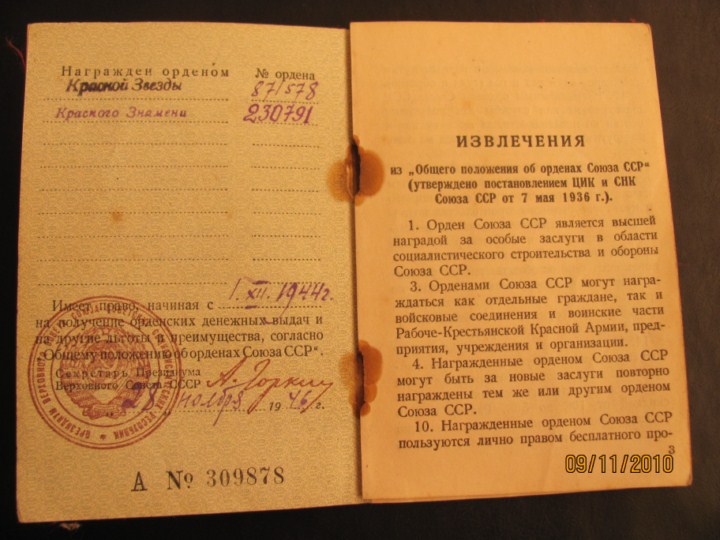 Награжден орденом № ордена
Красной Звезды 871578
Красного Знамени 230791
Имеет право, начиная с 1.XII.1944г.
на получение орденских денежных выдач и
на другие льготы и преимущества, согласно
„Общему положению об орденах Союза ССР“.
Секретарь Президиума
Верховного Совета СССР А. Горкин
ноября 1946 г.
А № 309878
ИЗВЛЕЧЕНИЯ
из „Общего положения об орденах Союза ССР“
(утверждено постановлением ЦИК и СНК
Союза ССР от 7 мая 1936 г.).
1. Орден Союза ССР является высшей
наградой за особые заслуги в области
социалистического строительства и обороны
Союза ССР.
3. Орденами Союза ССР могут награ-
ждаться как отдельные граждане, так и
войсковые соединения и воинские части
Рабоче-Крестьянской Красной Армии, пред-
приятия, учреждения и организации.
4. Награжденные орденом Союза ССР
могут быть за новые заслуги повторно
награждены тем же или другим орденом
Союза ССР.
10. Награжденные орденом Союза ССР
пользуются лично правом бесплатного про-
3
09/11/2010